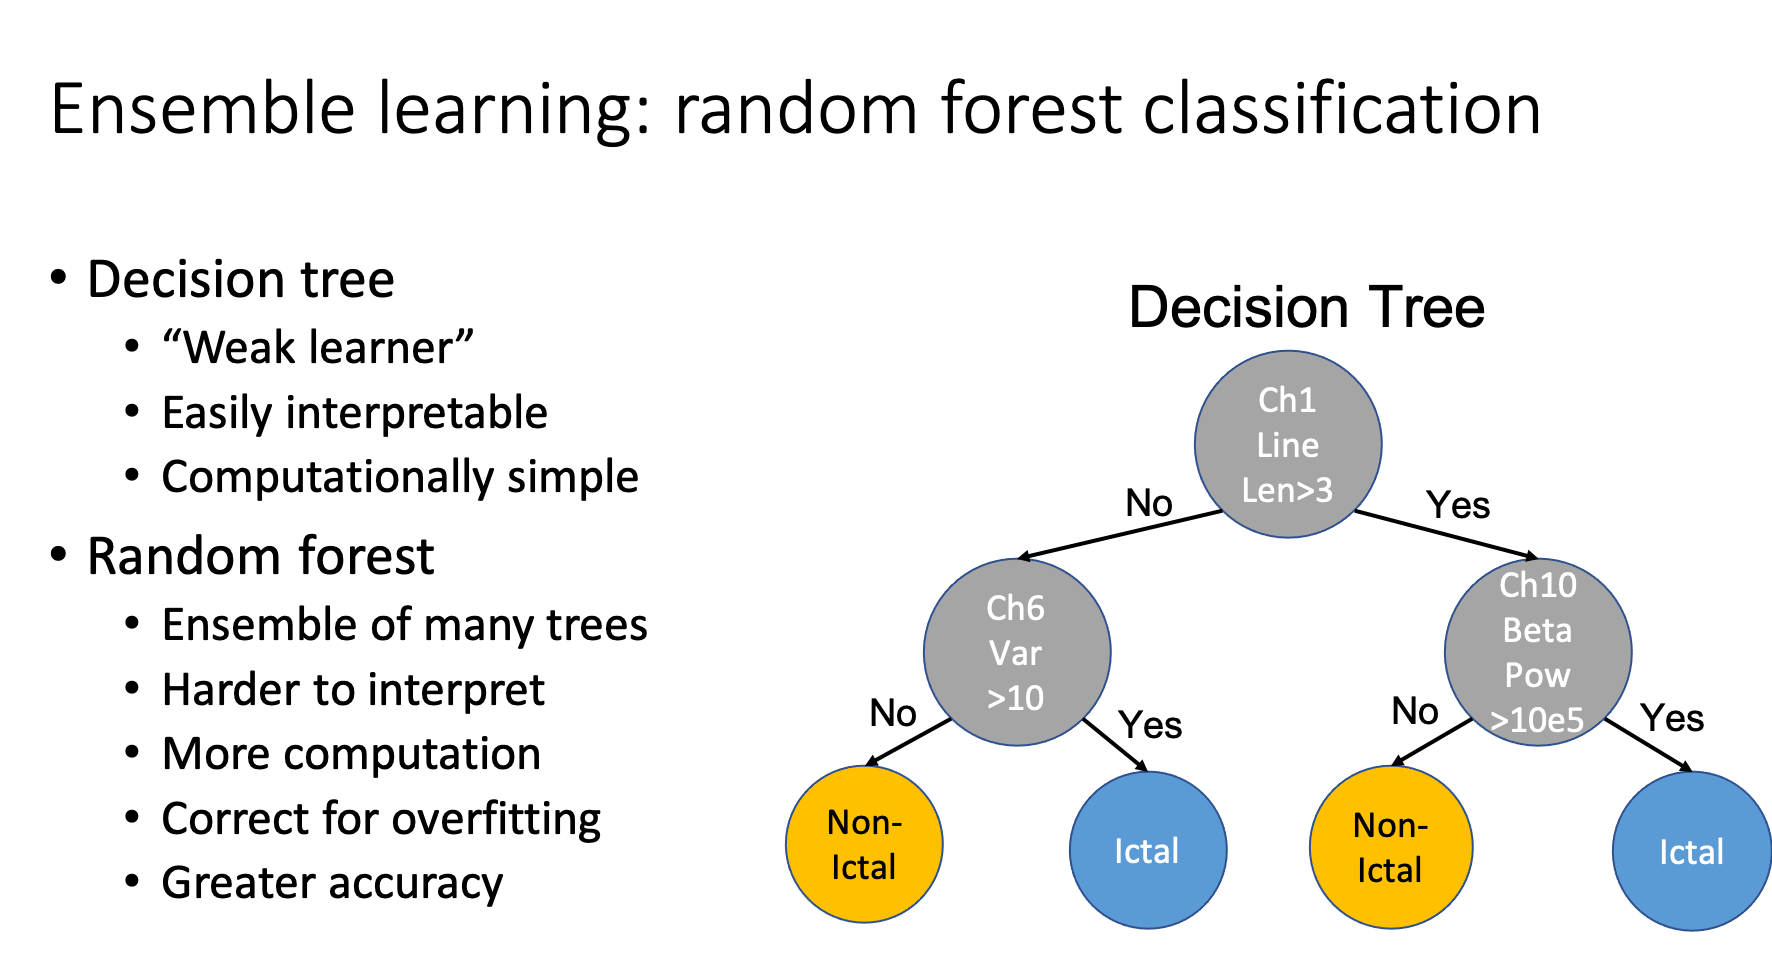 Ensemble learning: random forest classification
• Decision tree
• “Weak learner”
• Easily interpretable
• Computationally simple
• Random forest
• Ensemble of many trees
• Harder to interpret
• More computation
• Correct for overfitting
• Greater accuracy
Decision Tree
Ch1
Line
Len>3
No
Yes
Ch6
Var
>10
Ch10
Beta
Pow
>10e5
No
Yes
No
Yes
Non-
Ictal
Ictal
Non-
Ictal
Ictal